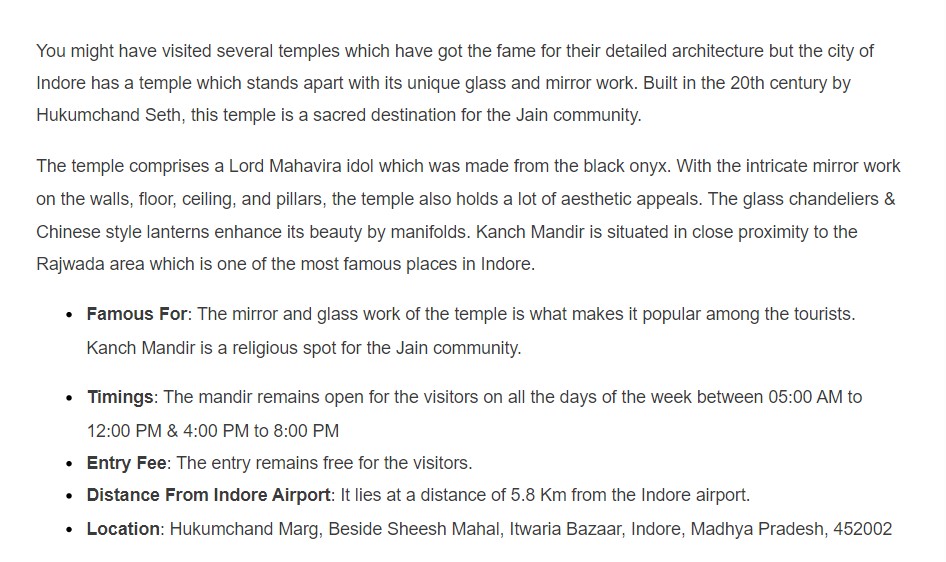 You might have visited several temples which have got the fame for their detailed architecture but the city of
Indore has a temple which stands apart with its unique glass and mirror work. Built in the 20th century by
Hukumchand Seth, this temple is a sacred destination for the Jain community.
The temple comprises a Lord Mahavira idol which was made from the black onyx. With the intricate mirror work
on the walls, floor, ceiling, and pillars, the temple also holds a lot of aesthetic appeals. The glass chandeliers &
Chinese style lanterns enhance its beauty by manifolds. Kanch Mandir is situated in close proximity to the
Rajwada area which is one of the most famous places in Indore.
• Famous For: The mirror and glass work of the temple is what makes it popular among the tourists.
Kanch Mandir is a religious spot for the Jain community.
• Timings: The mandir remains open for the visitors on all the days of the week between 05:00 AM to
12:00 PM & 4:00 PM to 8:00 PM
• Entry Fee: The entry remains free for the visitors.
• Distance From Indore Airport: It lies at a distance of 5.8 Km from the Indore airport.
• Location: Hukumchand Marg, Beside Sheesh Mahal, Itwaria Bazaar, Indore, Madhya Pradesh, 452002